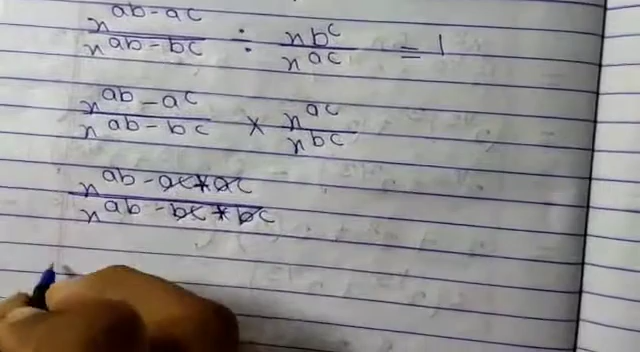 x^{ab-ac} / x^{ab-bc} ÷ x^{bc} / x^{ac} = 1
x^{ab-ac} / x^{ab-bc} × x^{ac} / x^{bc}
x^{ab-ac+ac} / x^{ab-bc+bc}